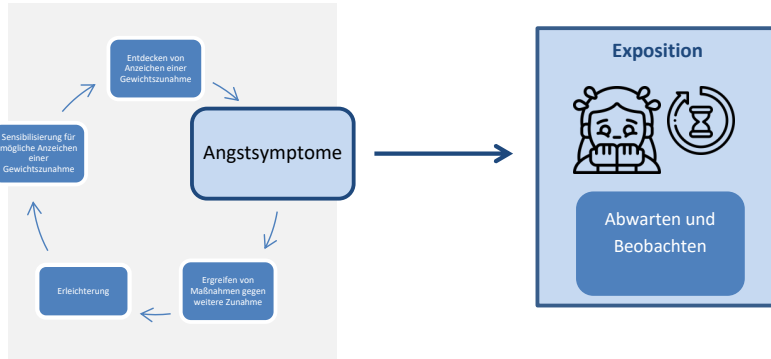 Entdecken von
Anzeichen einer
Gewichtszunahme
Angstsymptome
Ergreifen von
Maßnahmen gegen
weitere Zunahme
Erleichterung
Sensibilisierung für
mögliche Anzeichen
einer
Gewichtszunahme
Exposition
Abwarten und
Beobachten